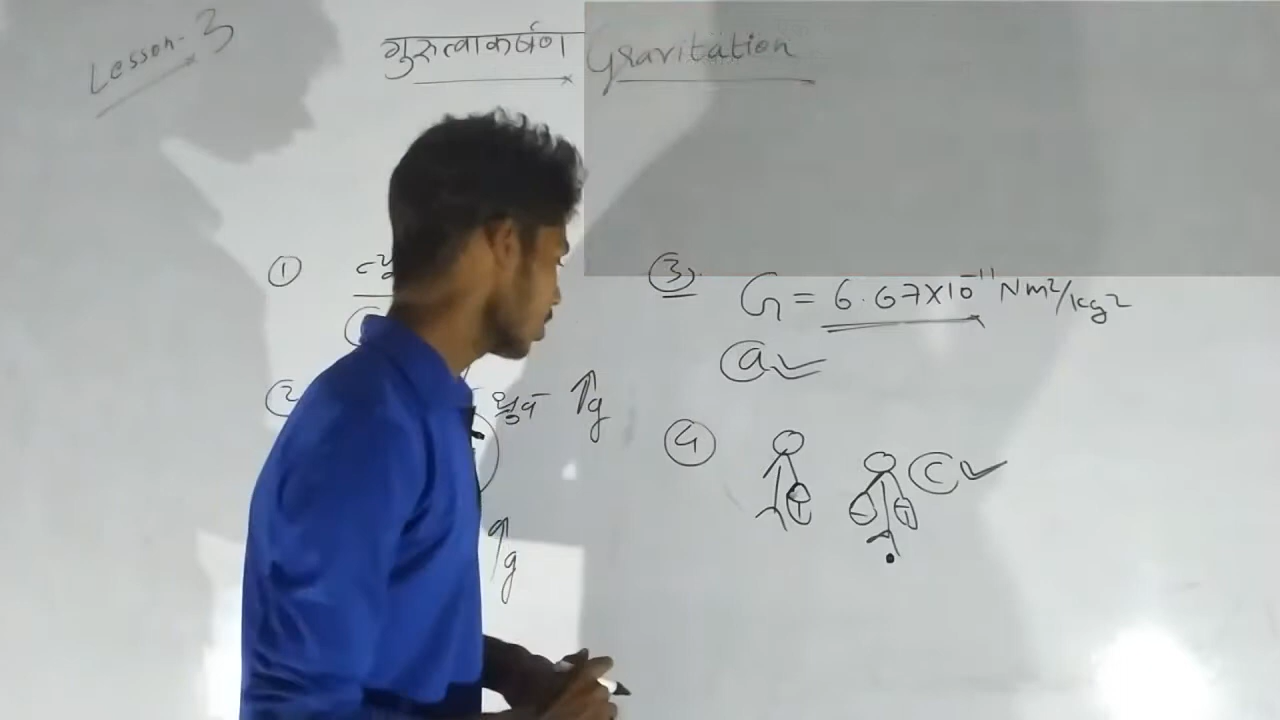 Lesson-3
गुरुत्वाकर्षण Gravitation
①
②
ध्रुव ↑g
↑g
③ G = 6.67×10⁻¹¹ Nm²/kg²
ⓐ✓
④ ⓒ✓